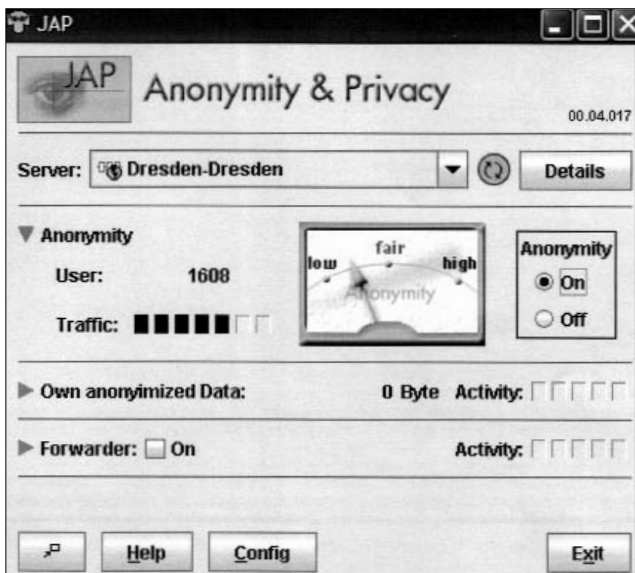 JAP
JAP Anonymity & Privacy
00.04.017
Server: Dresden-Dresden Details
Anonymity
User: 1608
Traffic:
low fair high
Anonymity
Anonymity
On
Off
Own anonyimized Data: 0 Byte Activity:
Forwarder: On Activity:
Help Config Exit